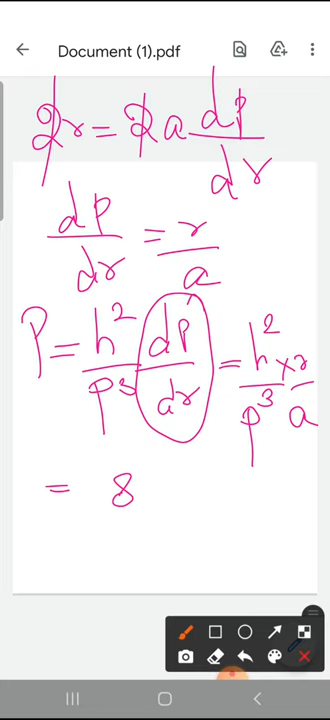 Document (1).pdf
2r = 2a dp/dr
dp/dr = r/a
P = h²/p³ dp/dr = h²/p³ × r/a
= 8